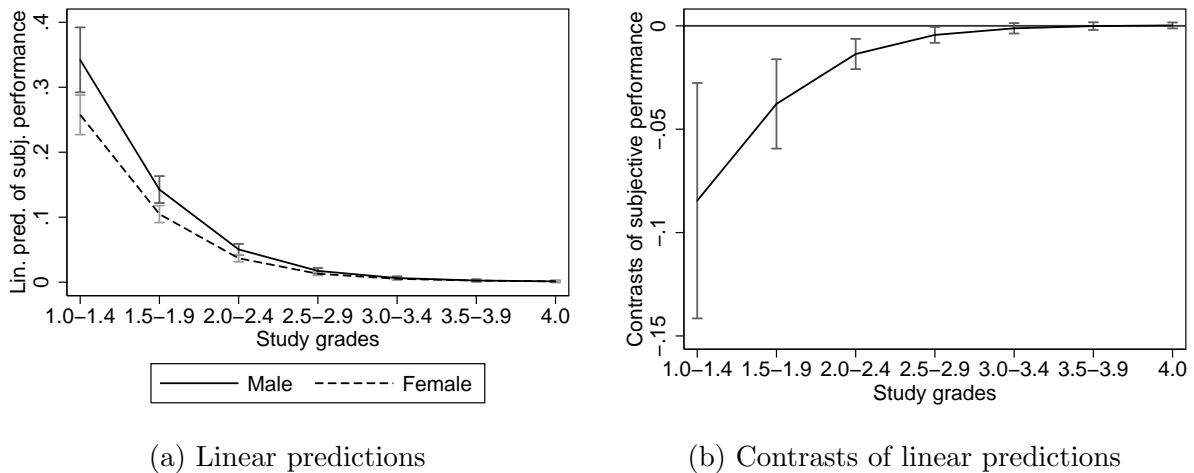 Lin. pred. of subj. performance
.4
.3
.2
.1
0
1.0−1.4 1.5−1.9 2.0−2.4 2.5−2.9 3.0−3.4 3.5−3.9 4.0
Study grades
Male Female
(a) Linear predictions
Contrasts of subjective performance
0
−.05
−.1
−.15
1.0−1.4 1.5−1.9 2.0−2.4 2.5−2.9 3.0−3.4 3.5−3.9 4.0
Study grades
(b) Contrasts of linear predictions